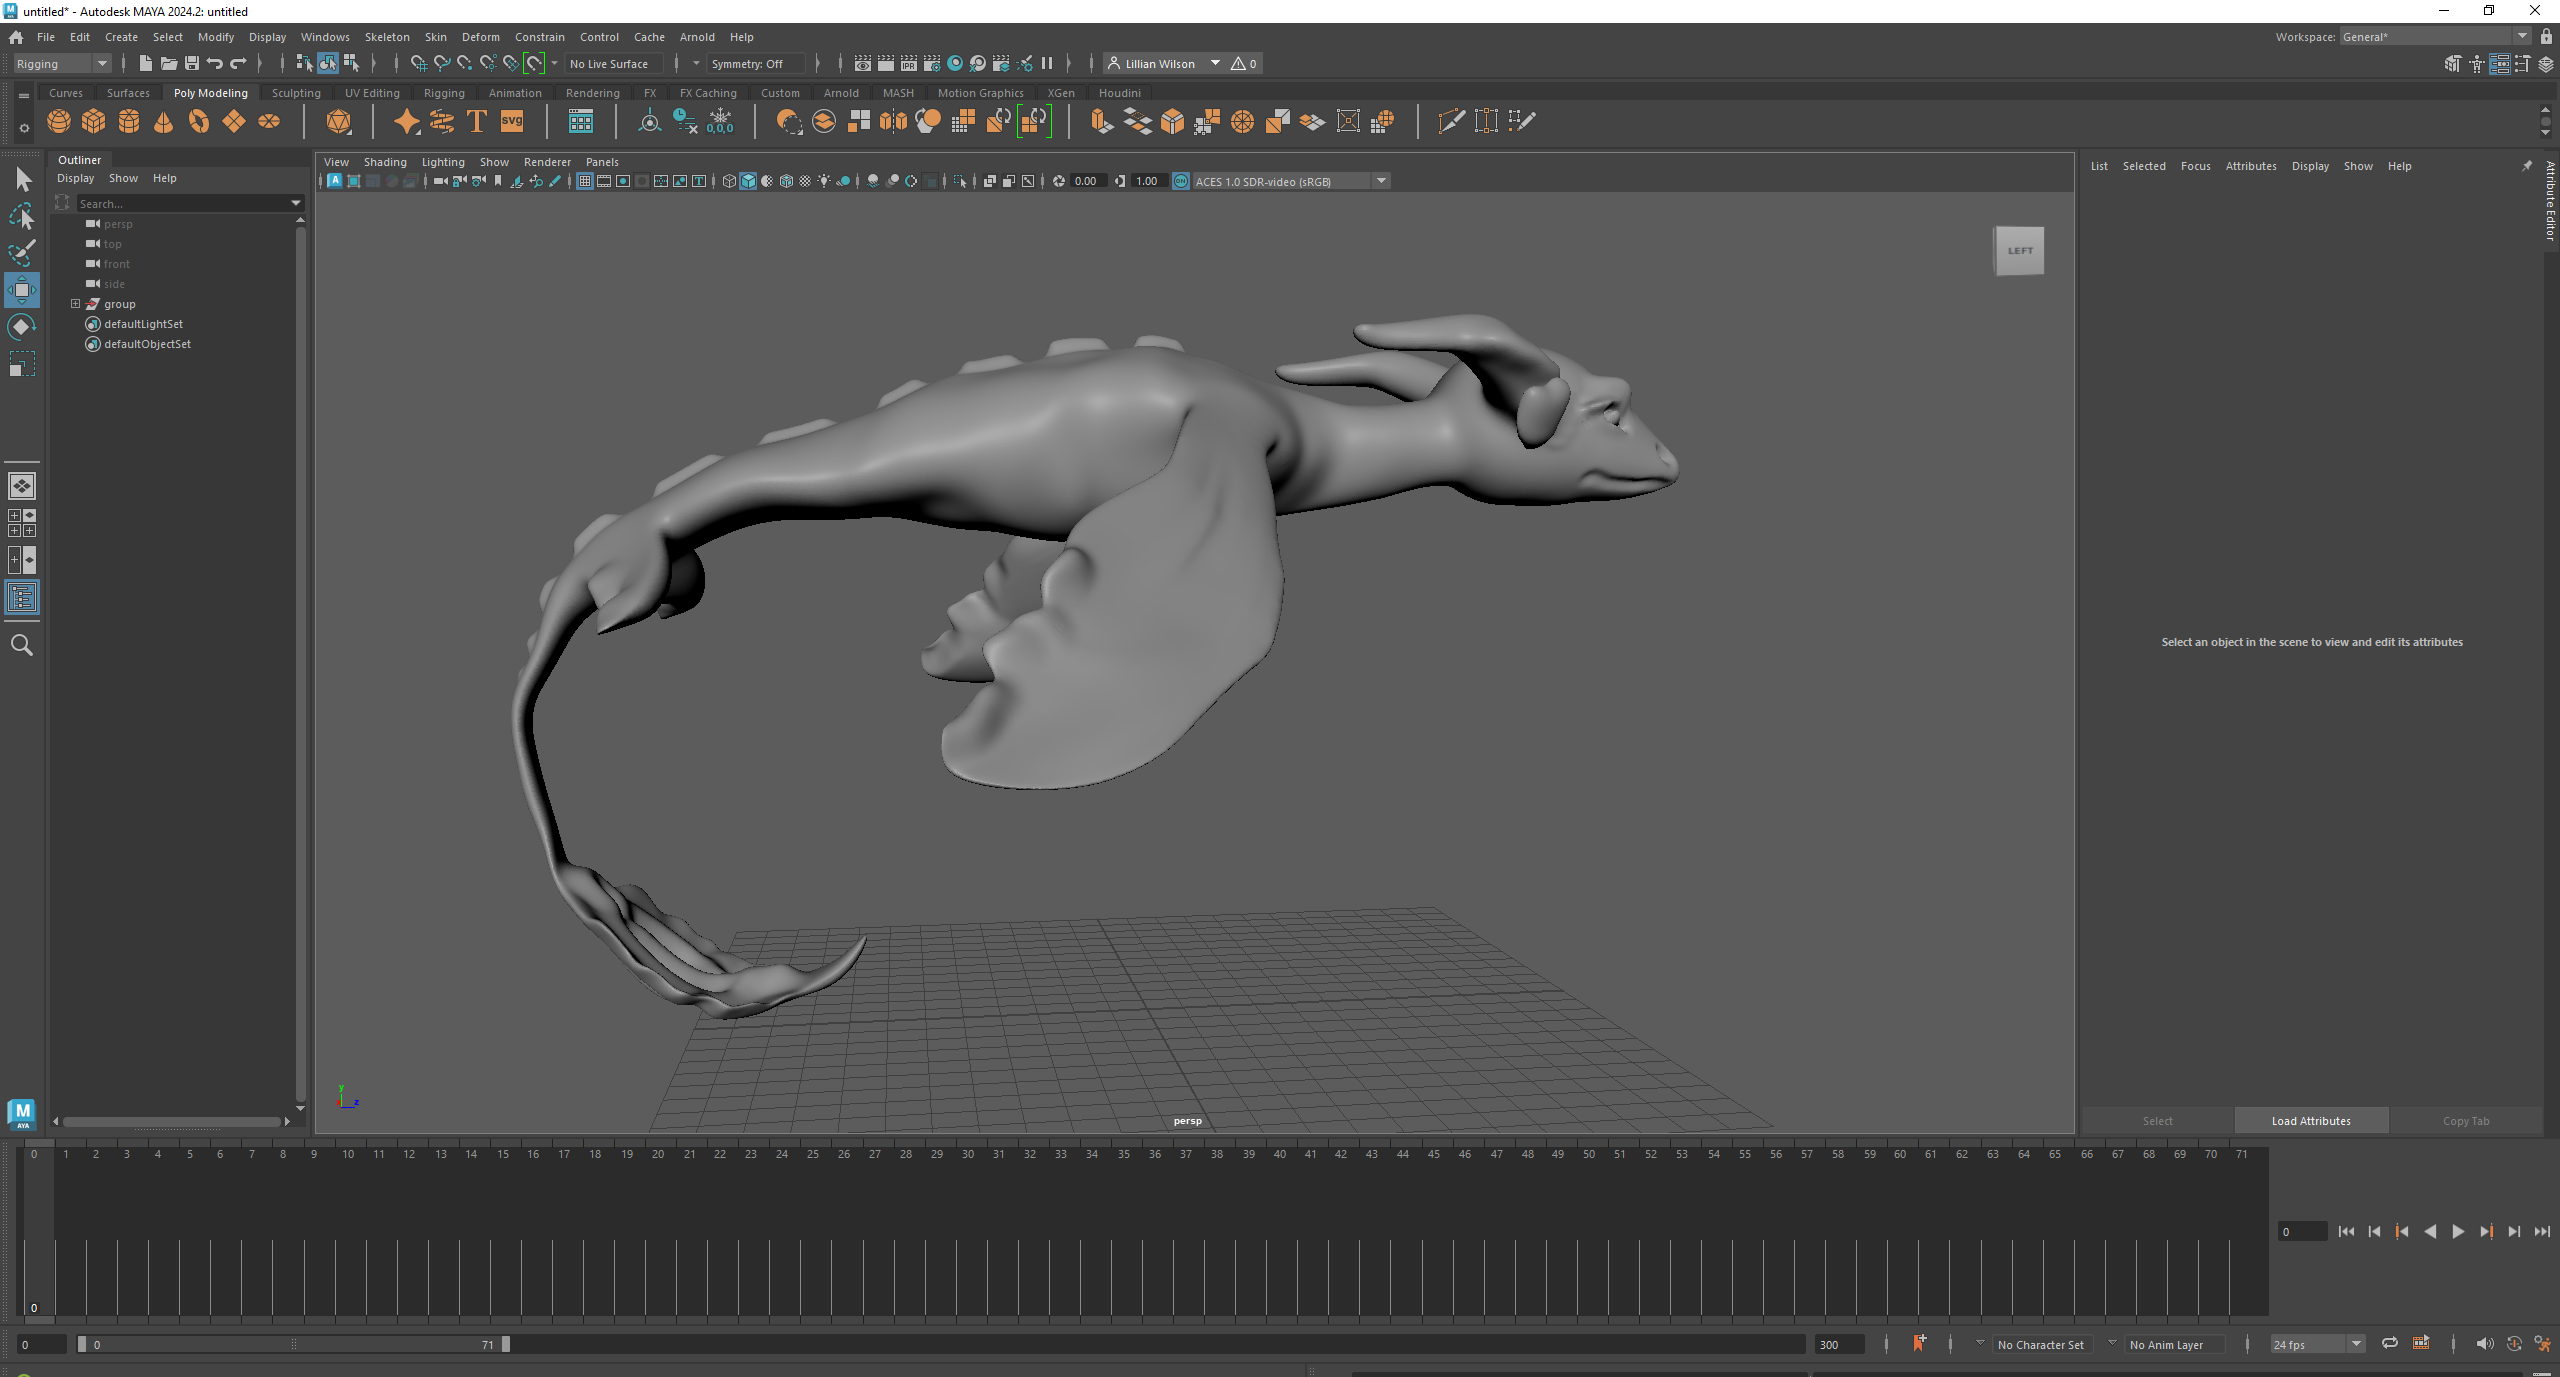 untitled* - Autodesk MAYA 2024.2: untitled
File Edit Create Select Modify Display Windows Skeleton Skin Deform Constrain Control Cache Arnold Help
Workspace: General*
Rigging
No Live Surface
Symmetry: Off
IPR
Lillian Wilson
0
Curves Surfaces Poly Modeling Sculpting UV Editing Rigging Animation Rendering FX FX Caching Custom Arnold MASH Motion Graphics XGen Houdini
T
SVG
0,0,0
Outliner
Display Show Help
Search...
persp
top
front
side
group
defaultLightSet
defaultObjectSet
View Shading Lighting Show Renderer Panels
A
T
0.00
1.00
ON
ACES 1.0 SDR-video (sRGB)
LEFT
y
z
persp
List Selected Focus Attributes Display Show Help
Attribute Editor
Select an object in the scene to view and edit its attributes
Select
Load Attributes
Copy Tab
M
AYA
0 1 2 3 4 5 6 7 8 9 10 11 12 13 14 15 16 17 18 19 20 21 22 23 24 25 26 27 28 29 30 31 32 33 34 35 36 37 38 39 40 41 42 43 44 45 46 47 48 49 50 51 52 53 54 55 56 57 58 59 60 61 62 63 64 65 66 67 68 69 70 71
0
0
0
0
71
300
No Character Set
No Anim Layer
24 fps